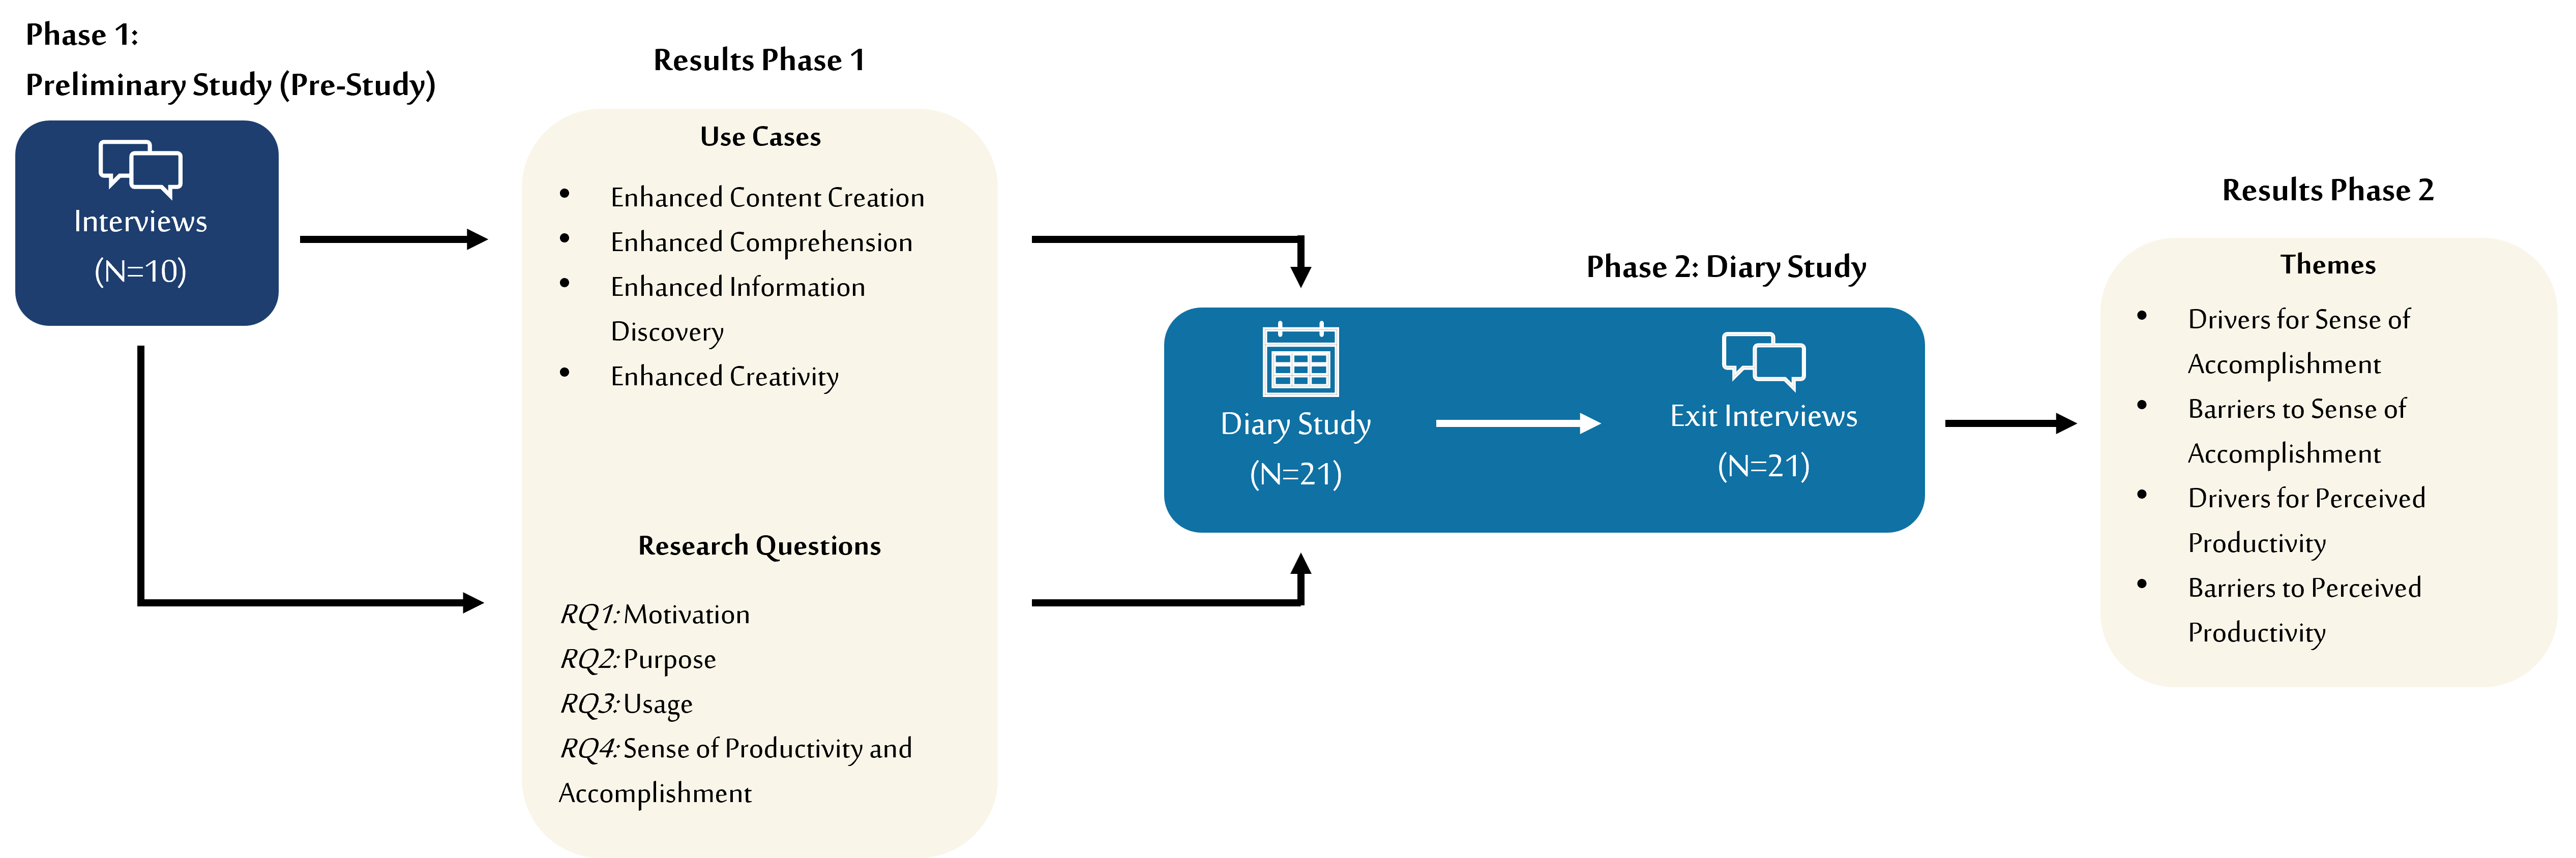 Phase 1:
Preliminary Study (Pre-Study)
Interviews
(N=10)
Results Phase 1
Use Cases
• Enhanced Content Creation
• Enhanced Comprehension
• Enhanced Information
Discovery
• Enhanced Creativity
Research Questions
RQ1: Motivation
RQ2: Purpose
RQ3: Usage
RQ4: Sense of Productivity and
Accomplishment
Phase 2: Diary Study
Diary Study
(N=21)
Exit Interviews
(N=21)
Results Phase 2
Themes
• Drivers for Sense of
Accomplishment
• Barriers to Sense of
Accomplishment
• Drivers for Perceived
Productivity
• Barriers to Perceived
Productivity